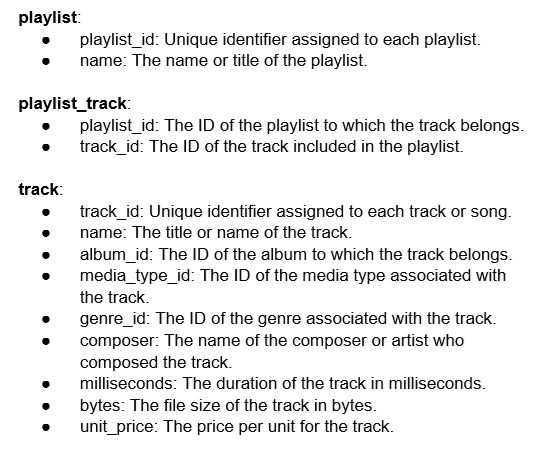 playlist:
● playlist_id: Unique identifier assigned to each playlist.
● name: The name or title of the playlist.
playlist_track:
● playlist_id: The ID of the playlist to which the track belongs.
● track_id: The ID of the track included in the playlist.
track:
● track_id: Unique identifier assigned to each track or song.
● name: The title or name of the track.
● album_id: The ID of the album to which the track belongs.
● media_type_id: The ID of the media type associated with
the track.
● genre_id: The ID of the genre associated with the track.
● composer: The name of the composer or artist who
composed the track.
● milliseconds: The duration of the track in milliseconds.
● bytes: The file size of the track in bytes.
● unit_price: The price per unit for the track.